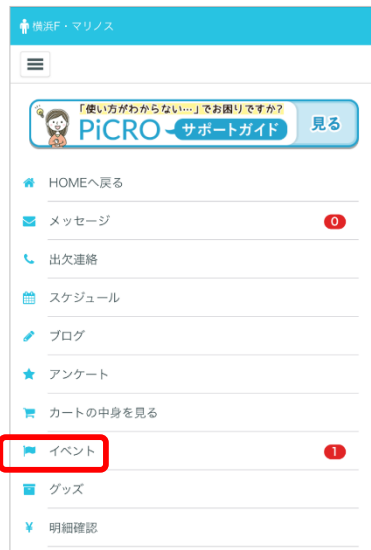 横浜F・マリノス
「使い方がわからない…」でお困りですか?
PiCRO サポートガイド
見る
HOMEへ戻る
メッセージ 0
出欠連絡
スケジュール
ブログ
アンケート
カートの中身を見る
イベント 1
グッズ
¥ 明細確認